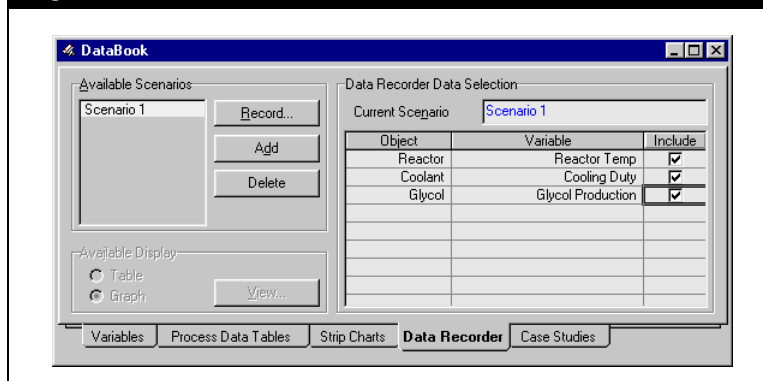 DataBook
Available Scenarios
Scenario 1
Record...
Add
Delete
Available Display
Table
Graph
View...
Data Recorder Data Selection
Current Scenario Scenario 1
Object Variable Include
Reactor Reactor Temp
Coolant Cooling Duty
Glycol Glycol Production
Variables Process Data Tables Strip Charts Data Recorder Case Studies